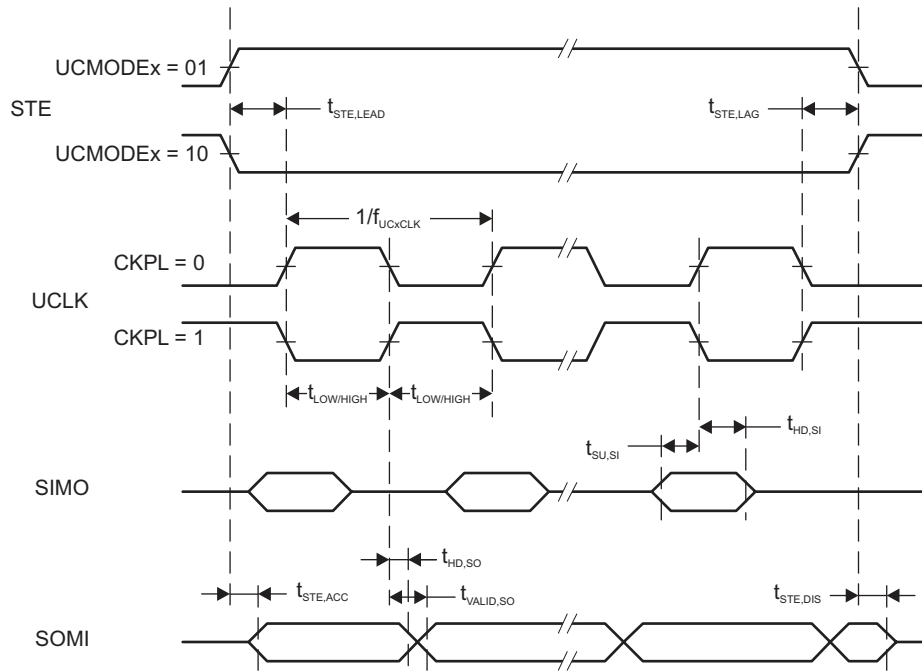 UCMODEx = 01
STE
tSTE,LEAD
tSTE,LAG
UCMODEx = 10
1/fUCxCLK
CKPL = 0
UCLK
CKPL = 1
tLOW/HIGH tLOW/HIGH
tHD,SI
tSU,SI
SIMO
tHD,SO
tSTE,ACC
tVALID,SO
tSTE,DIS
SOMI